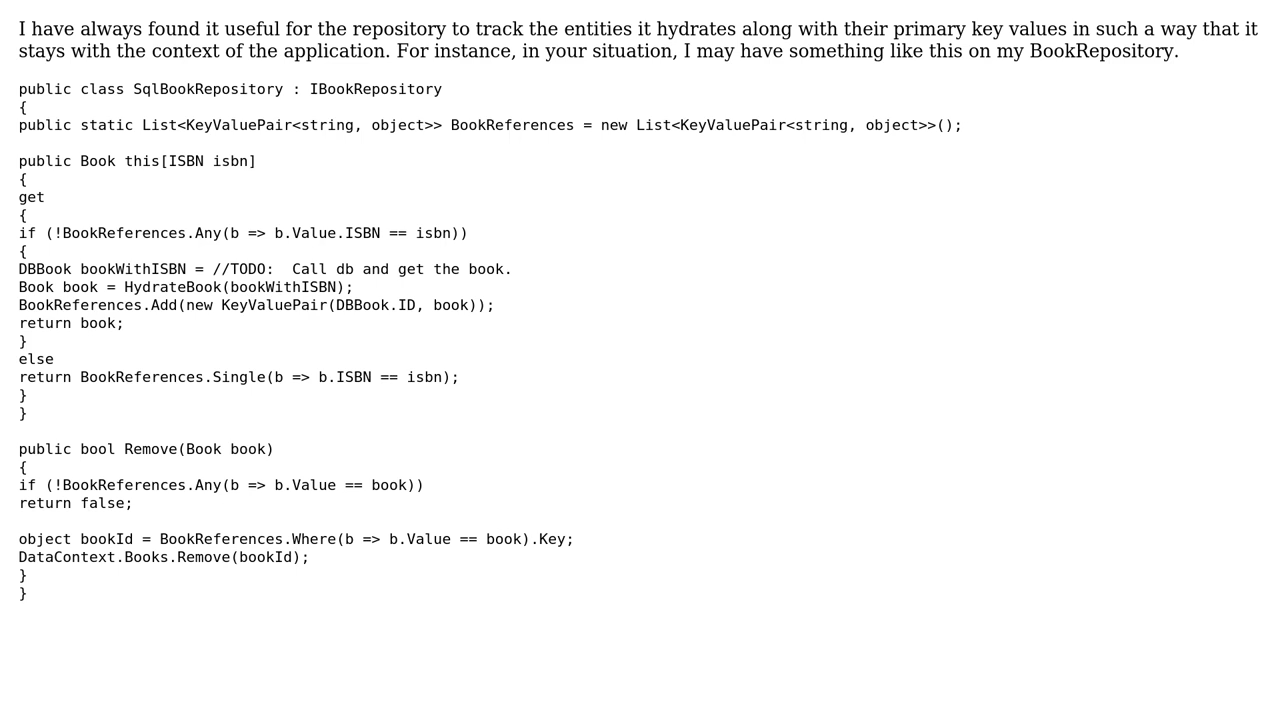 I have always found it useful for the repository to track the entities it hydrates along with their primary key values in such a way that it
stays with the context of the application. For instance, in your situation, I may have something like this on my BookRepository.
public class SqlBookRepository : IBookRepository
{
public static List<KeyValuePair<string, object>> BookReferences = new List<KeyValuePair<string, object>>();
public Book this[ISBN isbn]
{
get
{
if (!BookReferences.Any(b => b.Value.ISBN == isbn))
{
DBBook bookWithISBN = //TODO:  Call db and get the book.
Book book = HydrateBook(bookWithISBN);
BookReferences.Add(new KeyValuePair(DBBook.ID, book));
return book;
}
else
return BookReferences.Single(b => b.ISBN == isbn);
}
}
public bool Remove(Book book)
{
if (!BookReferences.Any(b => b.Value == book))
return false;
object bookId = BookReferences.Where(b => b.Value == book).Key;
DataContext.Books.Remove(bookId);
}
}